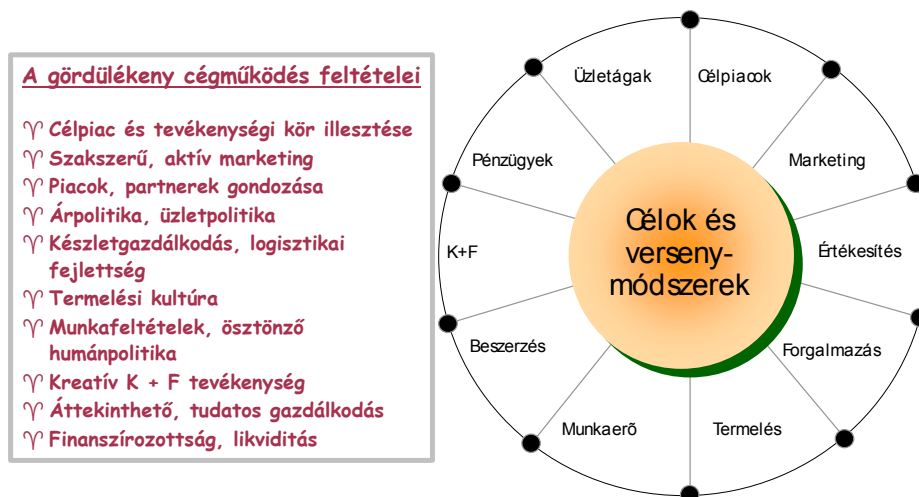 A gördülékeny cégműködés feltételei
♈ Célpiac és tevékenységi kör illesztése
♈ Szakszerű, aktív marketing
♈ Piacok, partnerek gondozása
♈ Árpolitika, üzletpolitika
♈ Készletgazdálkodás, logisztikai
fejlettség
♈ Termelési kultúra
♈ Munkafeltételek, ösztönző
humánpolitika
♈ Kreatív K + F tevékenység
♈ Áttekinthető, tudatos gazdálkodás
♈ Finanszírozottság, likviditás
Üzletágak
Célpiacok
Pénzügyek
Marketing
K+F
Célok és
verseny-
módszerek
Értékesítés
Beszerzés
Forgalmazás
Munkaerõ
Termelés